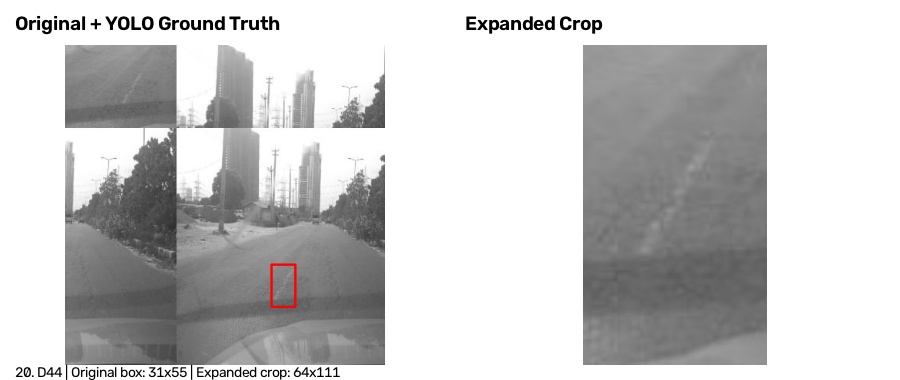 Original + YOLO Ground Truth
Expanded Crop
20. D44 | Original box: 31x55 | Expanded crop: 64x111